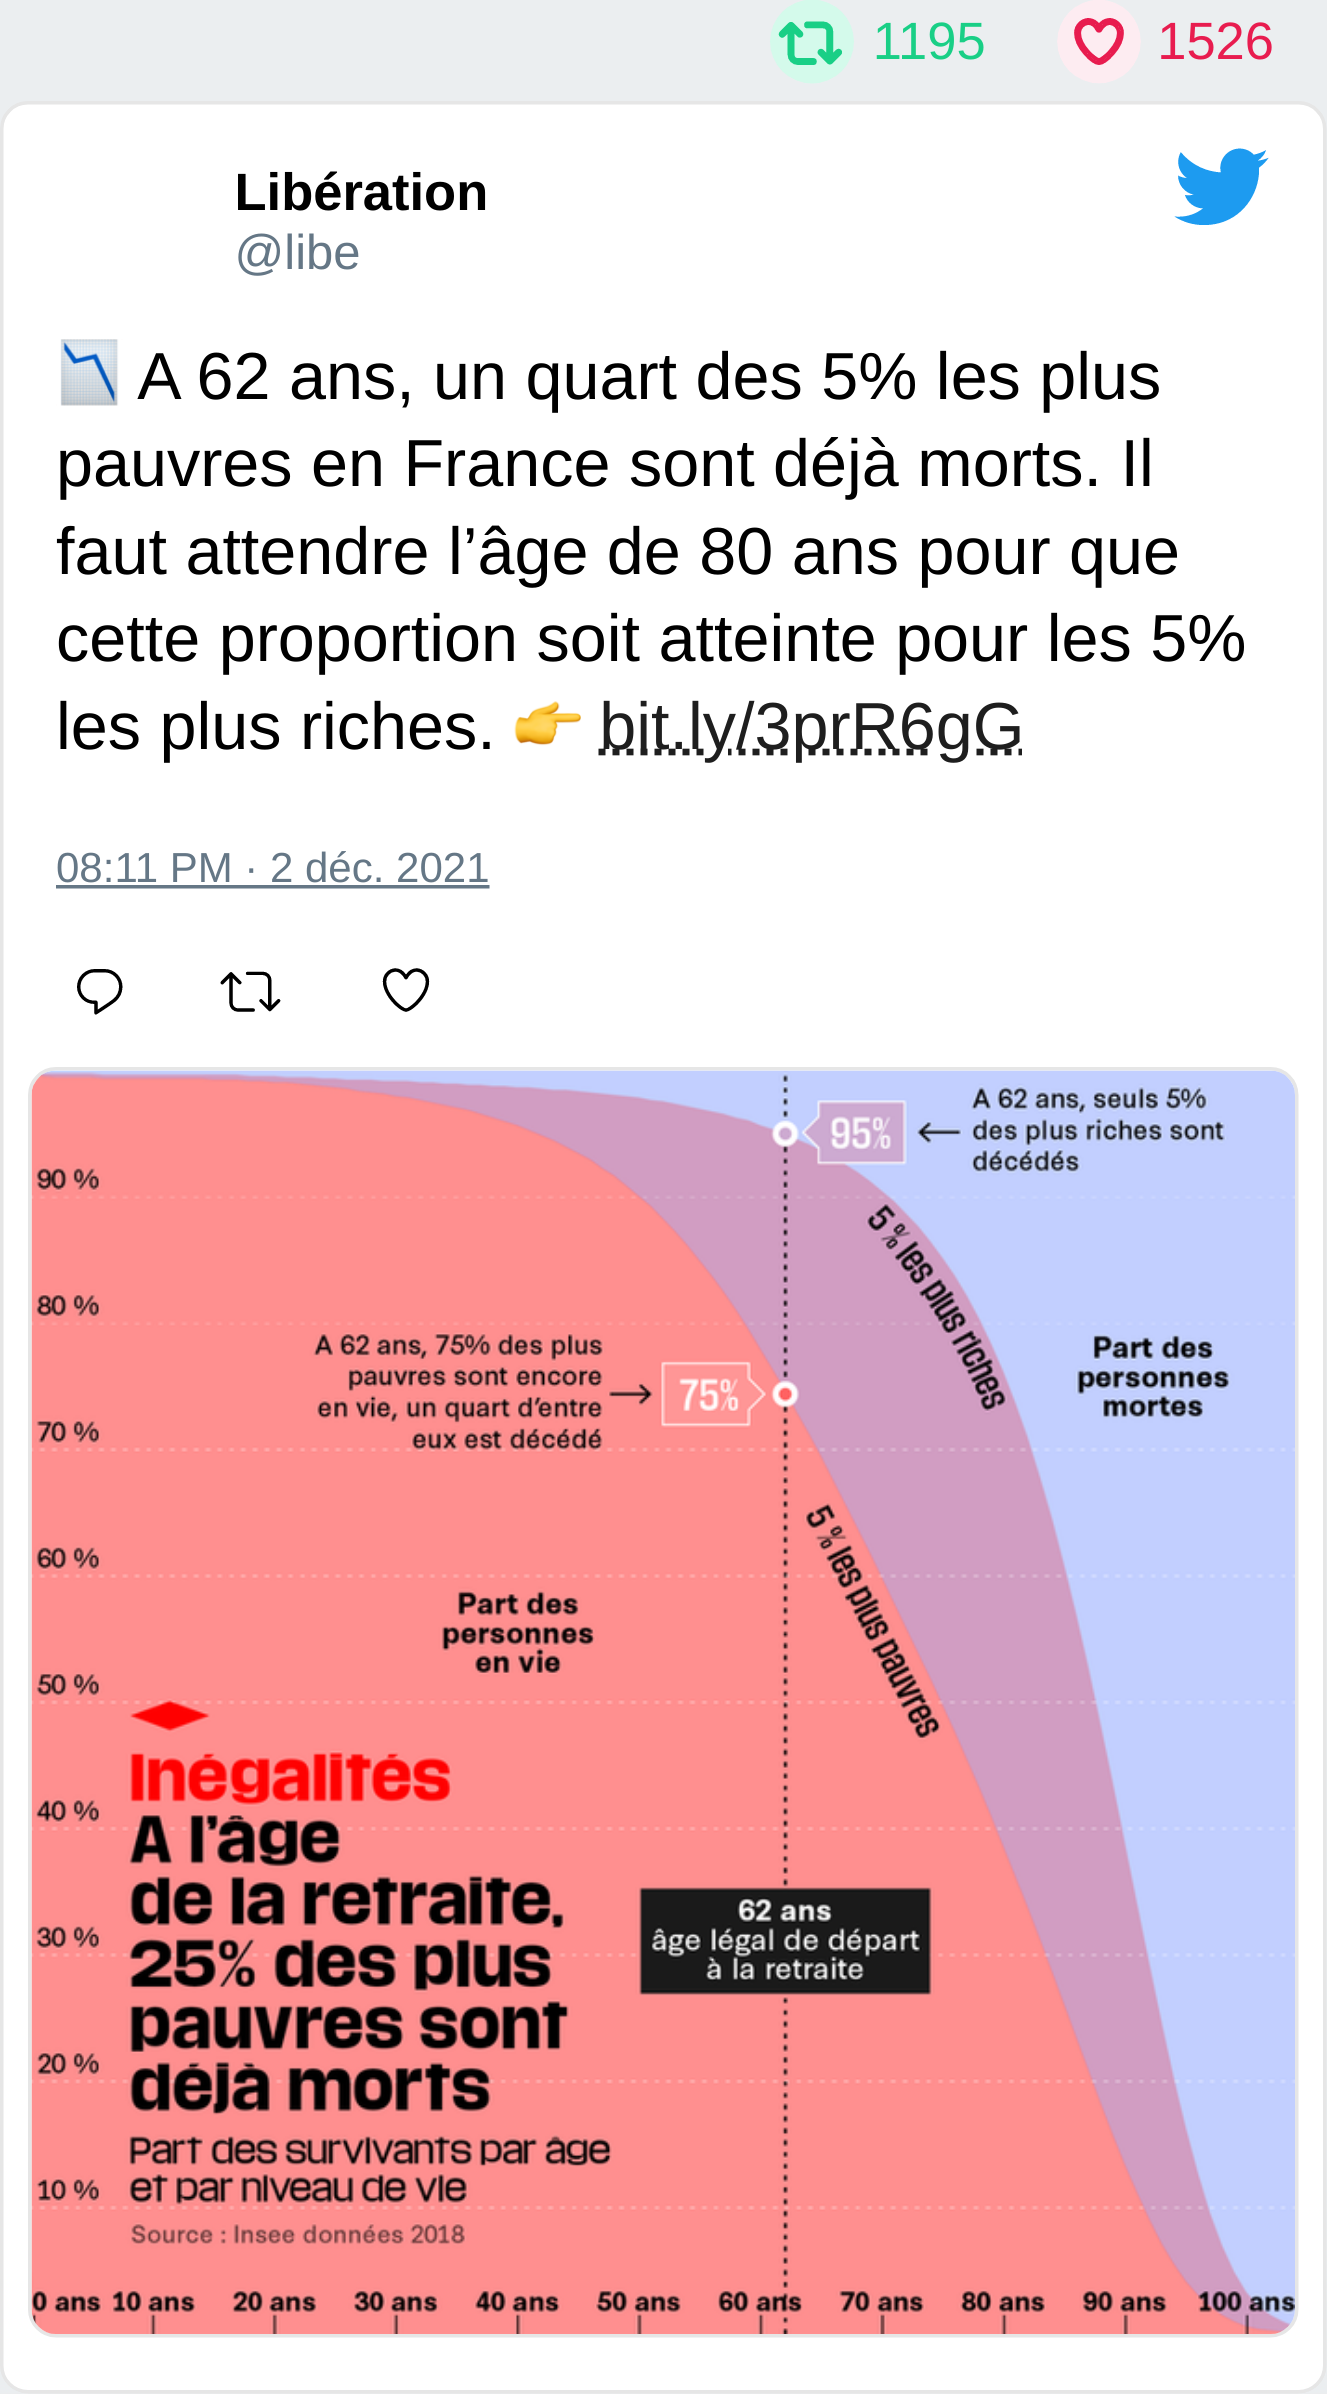 1195 1526
Libération
@libe
📉 A 62 ans, un quart des 5% les plus
pauvres en France sont déjà morts. Il
faut attendre l’âge de 80 ans pour que
cette proportion soit atteinte pour les 5%
les plus riches. 👉 bit.ly/3prR6gG
08:11 PM · 2 déc. 2021
A 62 ans, seuls 5%
des plus riches sont
décédés
95%
90 %
80 %
70 %
60 %
50 %
40 %
30 %
20 %
10 %
5 % les plus riches
Part des
personnes
mortes
A 62 ans, 75% des plus
pauvres sont encore
en vie, un quart d’entre
eux est décédé
75%
5 % les plus pauvres
Part des
personnes
en vie
Inégalités
A l’âge
de la retraite,
25% des plus
pauvres sont
déjà morts
Part des survivants par âge
et par niveau de vie
Source : Insee données 2018
62 ans
âge légal de départ
à la retraite
0 ans 10 ans 20 ans 30 ans 40 ans 50 ans 60 ans 70 ans 80 ans 90 ans 100 ans